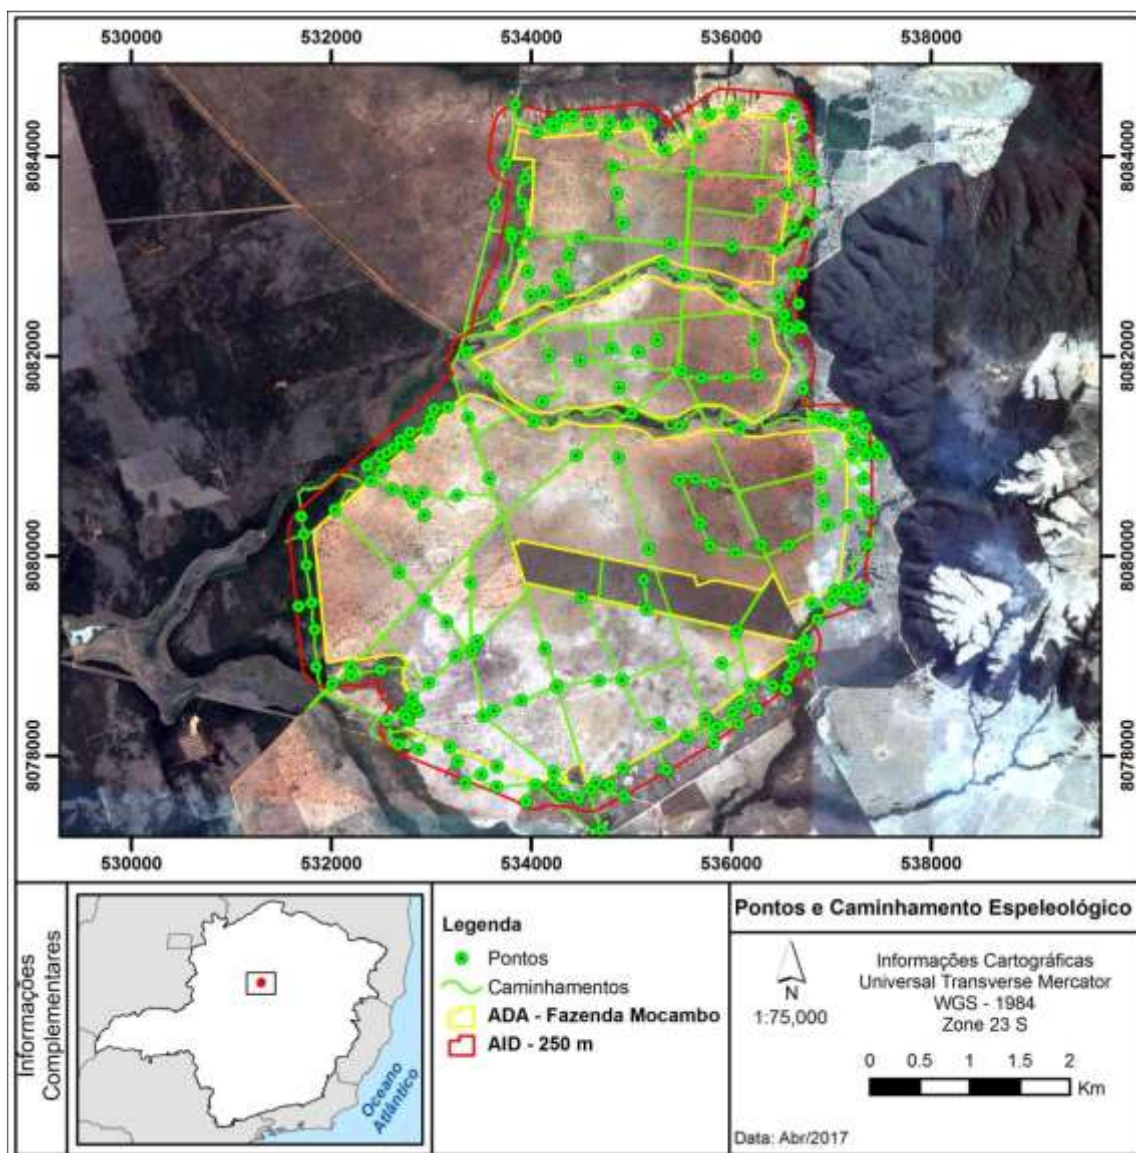 530000 532000 534000 536000 538000
8084000 8084000
8082000 8082000
8080000 8080000
8078000 8078000
530000 532000 534000 536000 538000
Informações
Complementares
Oceano
Atlântico
Legenda
Pontos
Caminhamentos
ADA - Fazenda Mocambo
AID - 250 m
Pontos e Caminhamento Espeleológico
N
1:75,000
Informações Cartográficas
Universal Transverse Mercator
WGS - 1984
Zone 23 S
0 0.5 1 1.5 2
Km
Data: Abr/2017